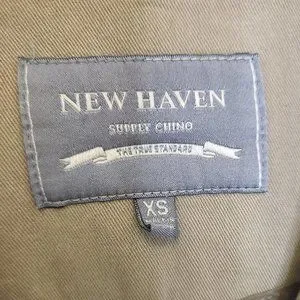 NEW HAVEN
SUPPLY CHINO
THE TRUE STANDARD
XS